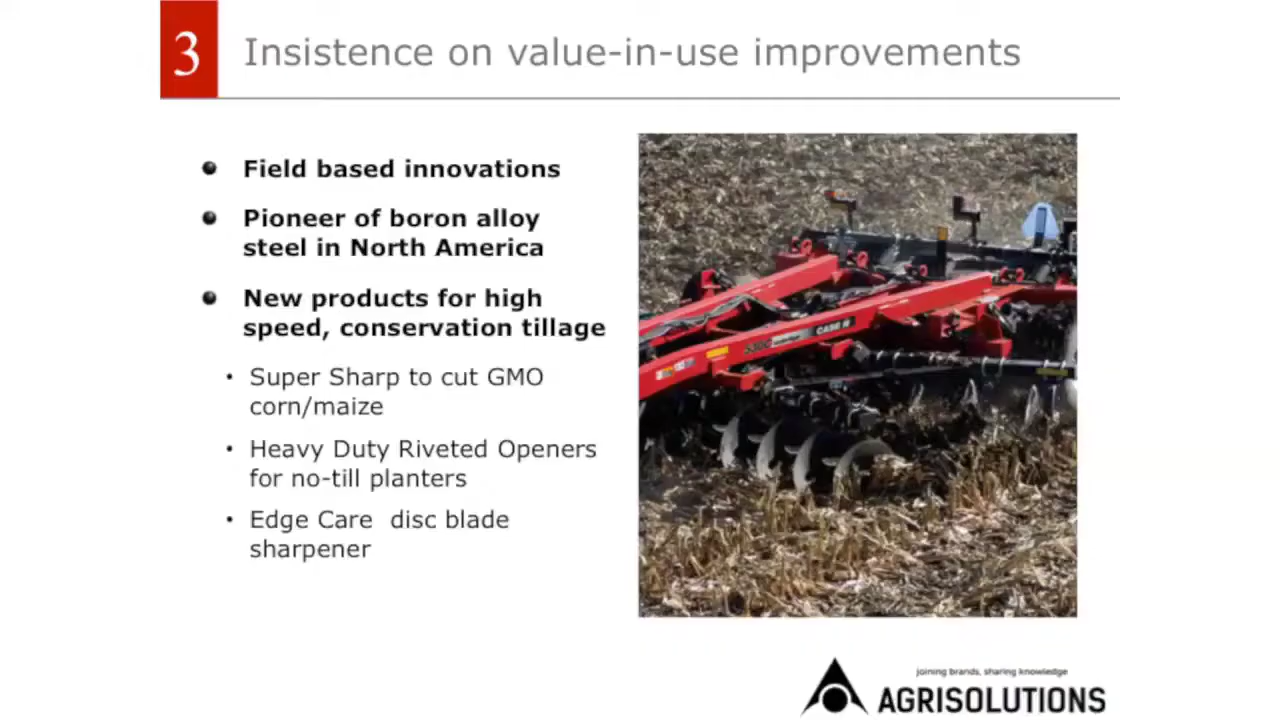 3
Insistence on value-in-use improvements
Field based innovations
Pioneer of boron alloy
steel in North America
New products for high
speed, conservation tillage
Super Sharp to cut GMO
corn/maize
Heavy Duty Riveted Openers
for no-till planters
Edge Care disc blade
sharpener
CASE IH
joining brands, sharing knowledge
AGRISOLUTIONS